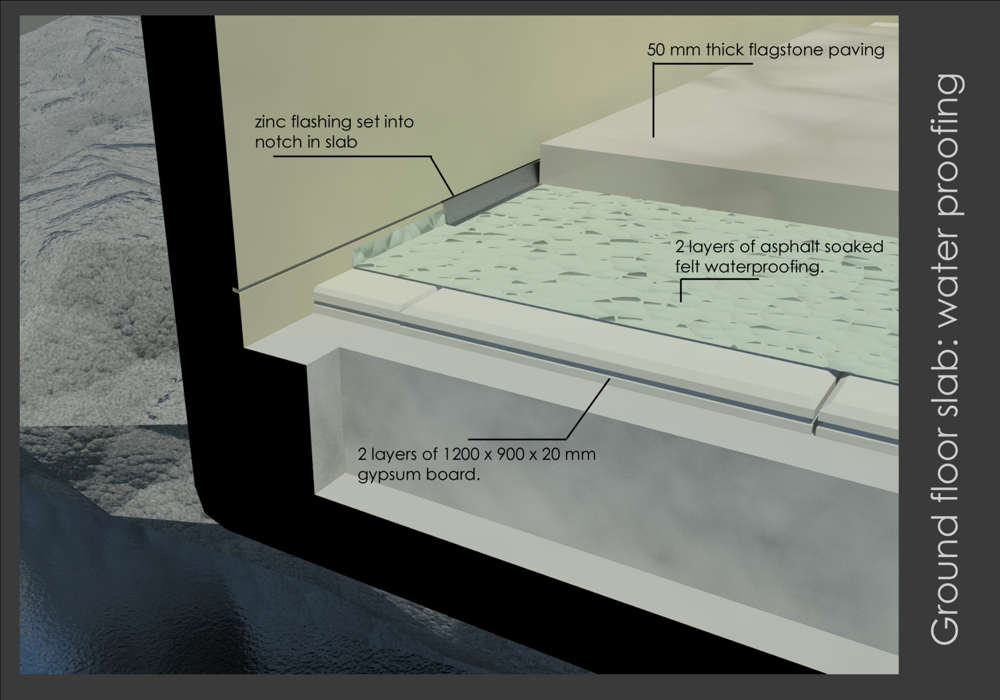 50 mm thick flagstone paving
zinc flashing set into
notch in slab
2 layers of asphalt soaked
felt waterproofing.
2 layers of 1200 x 900 x 20 mm
gypsum board.
Ground floor slab: water proofing